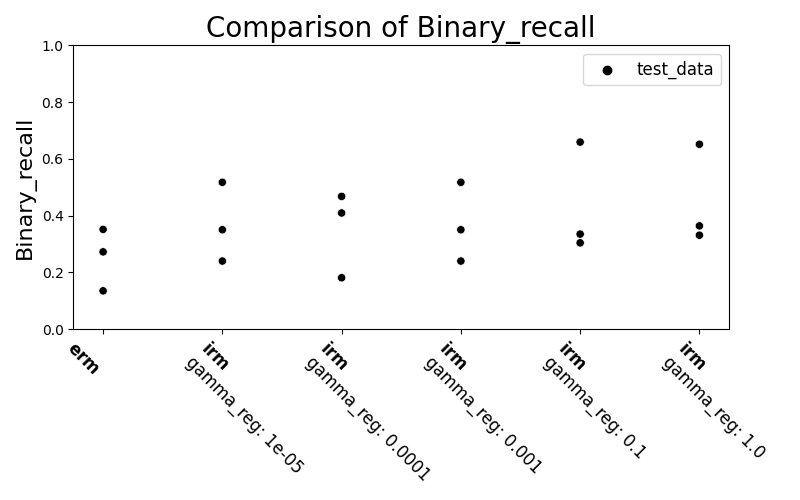 Comparison of Binary_recall
Binary_recall
1.0
0.8
0.6
0.4
0.2
0.0
test_data
erm
irm
gamma_reg: 1e-05
irm
gamma_reg: 0.0001
irm
gamma_reg: 0.001
irm
gamma_reg: 0.1
irm
gamma_reg: 1.0